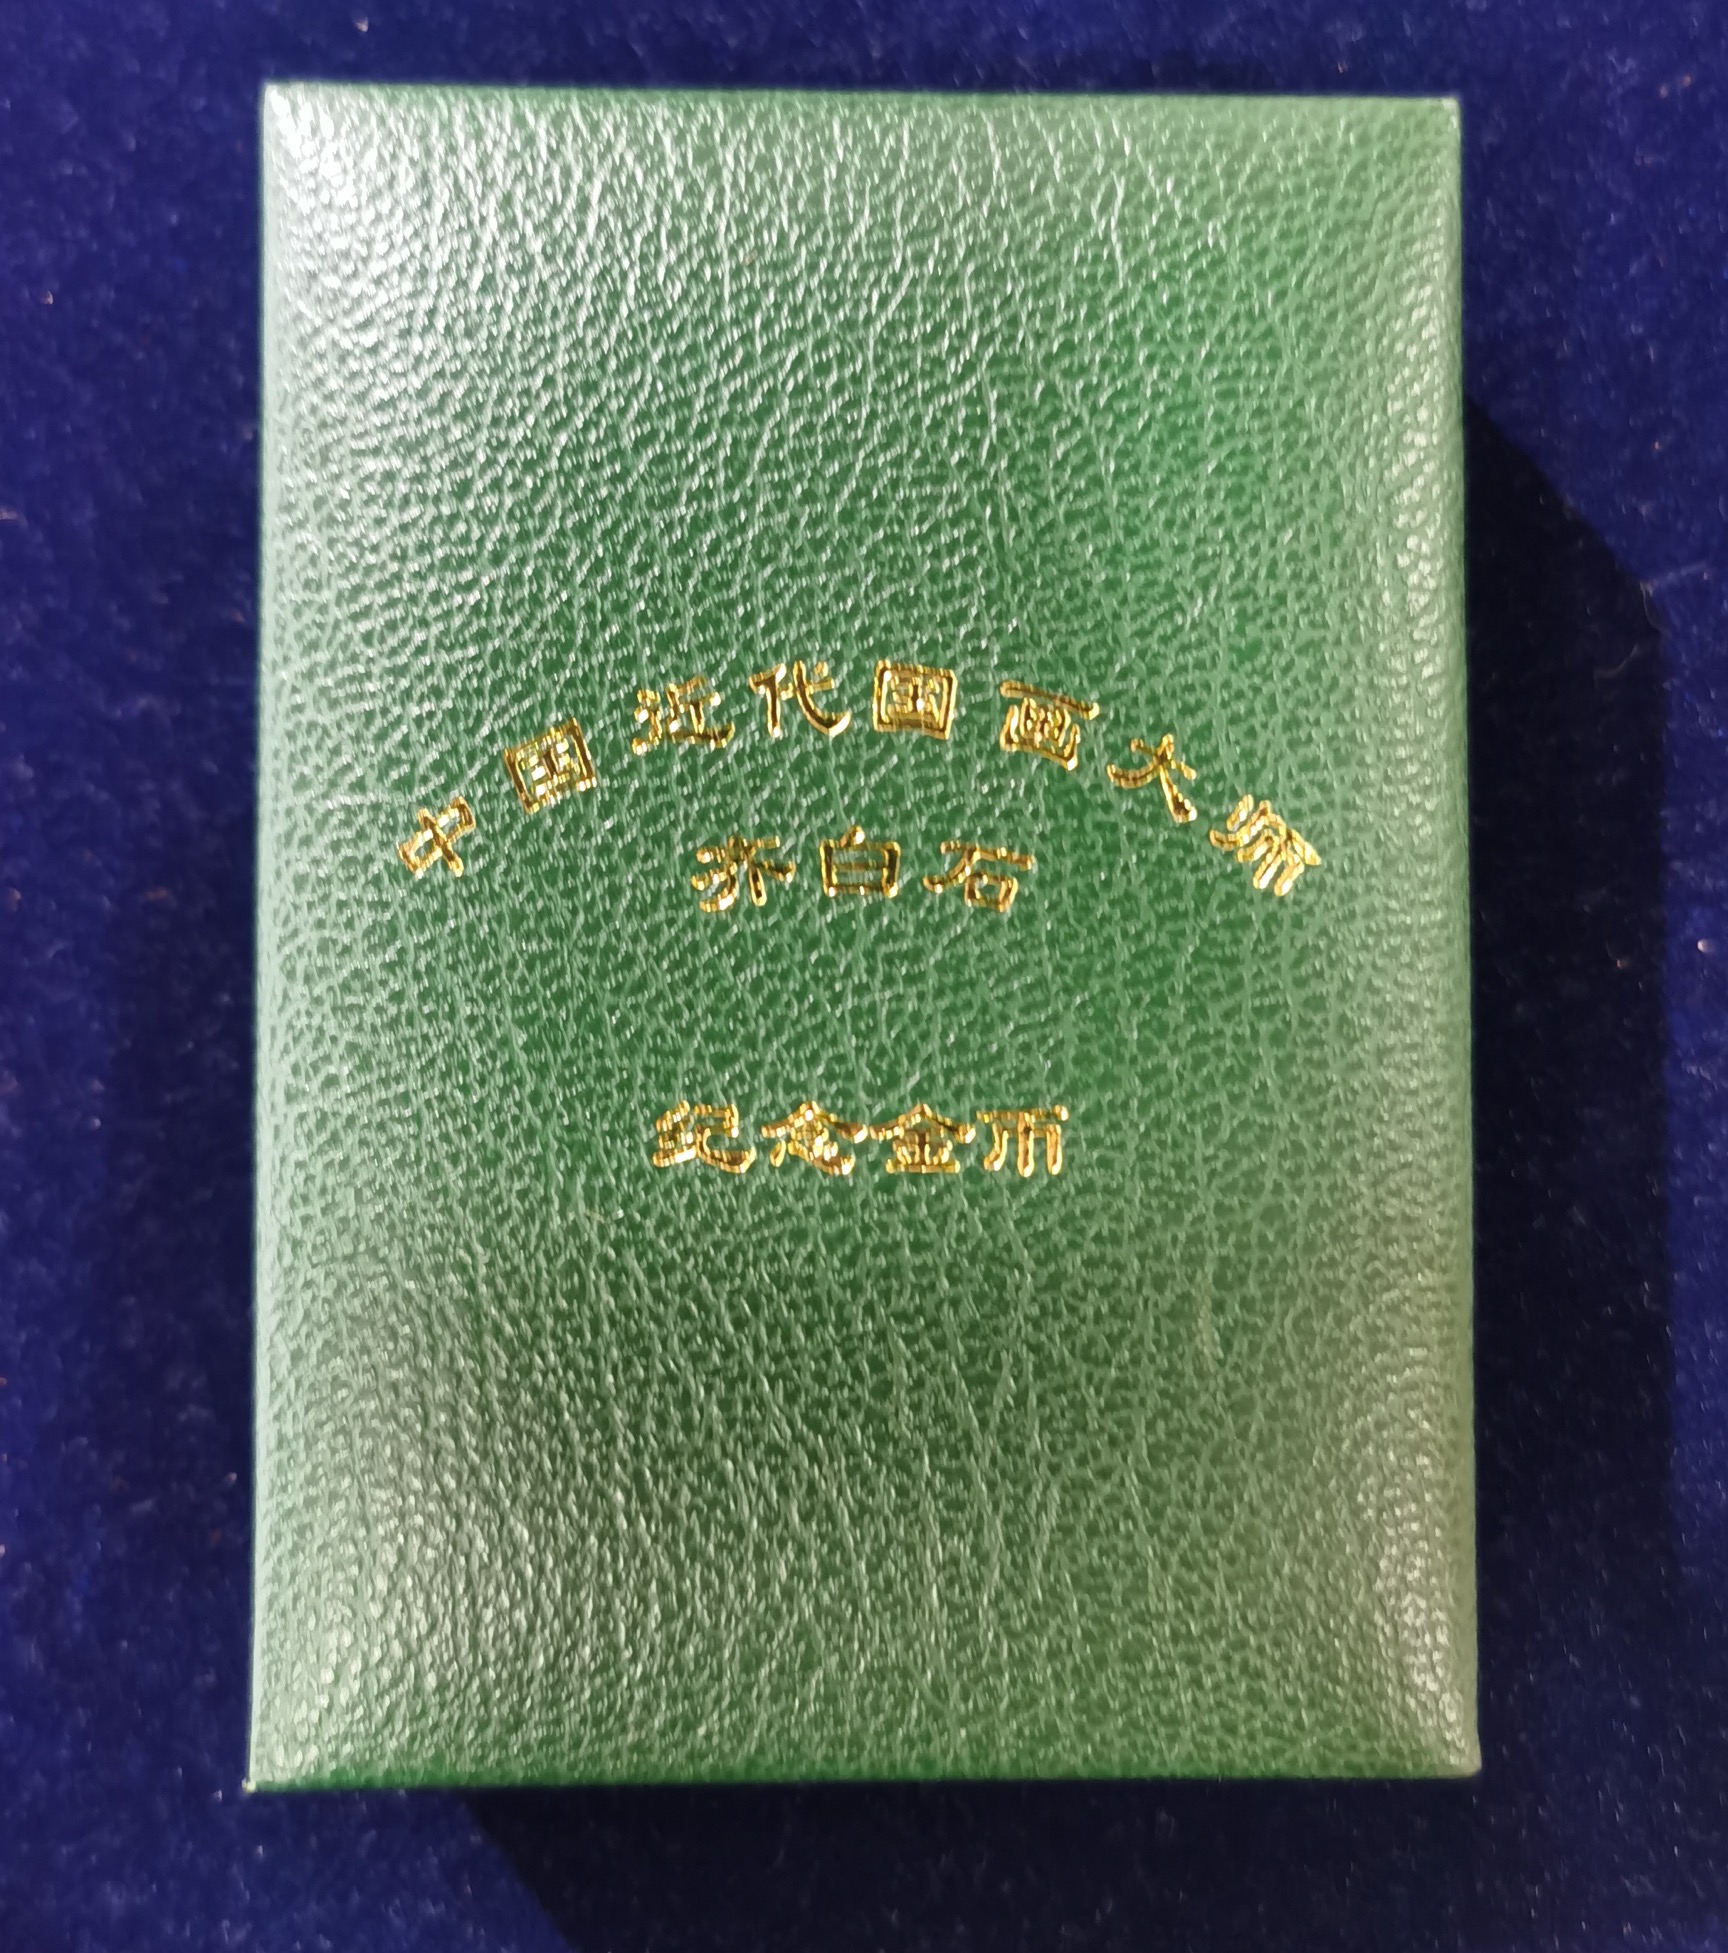 中国近代国画大师
齐白石
纪念金币